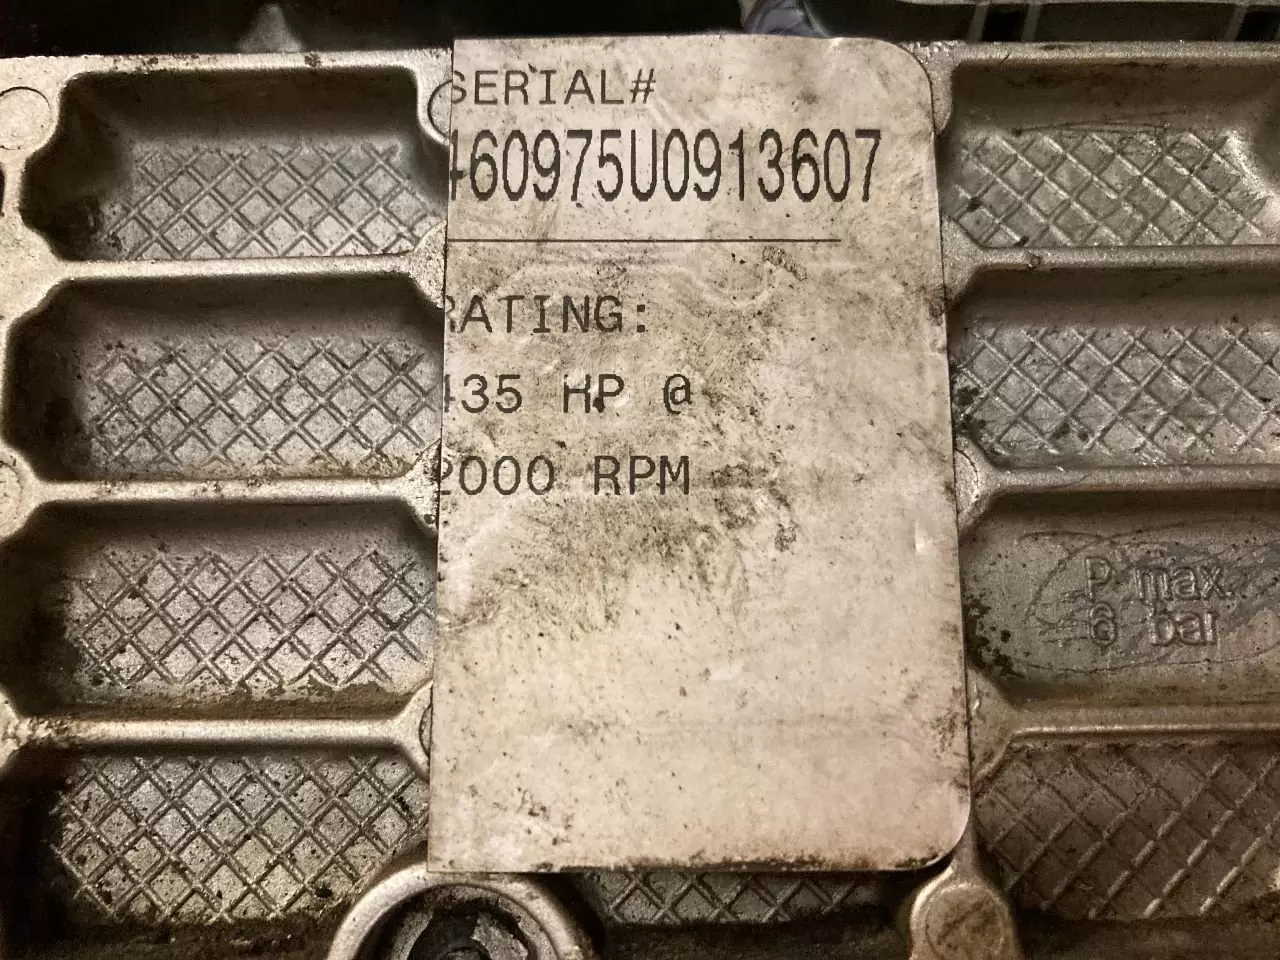 SERIAL#
460975U0913607
RATING:
435 HP @
2000 RPM
P max.
6 bar